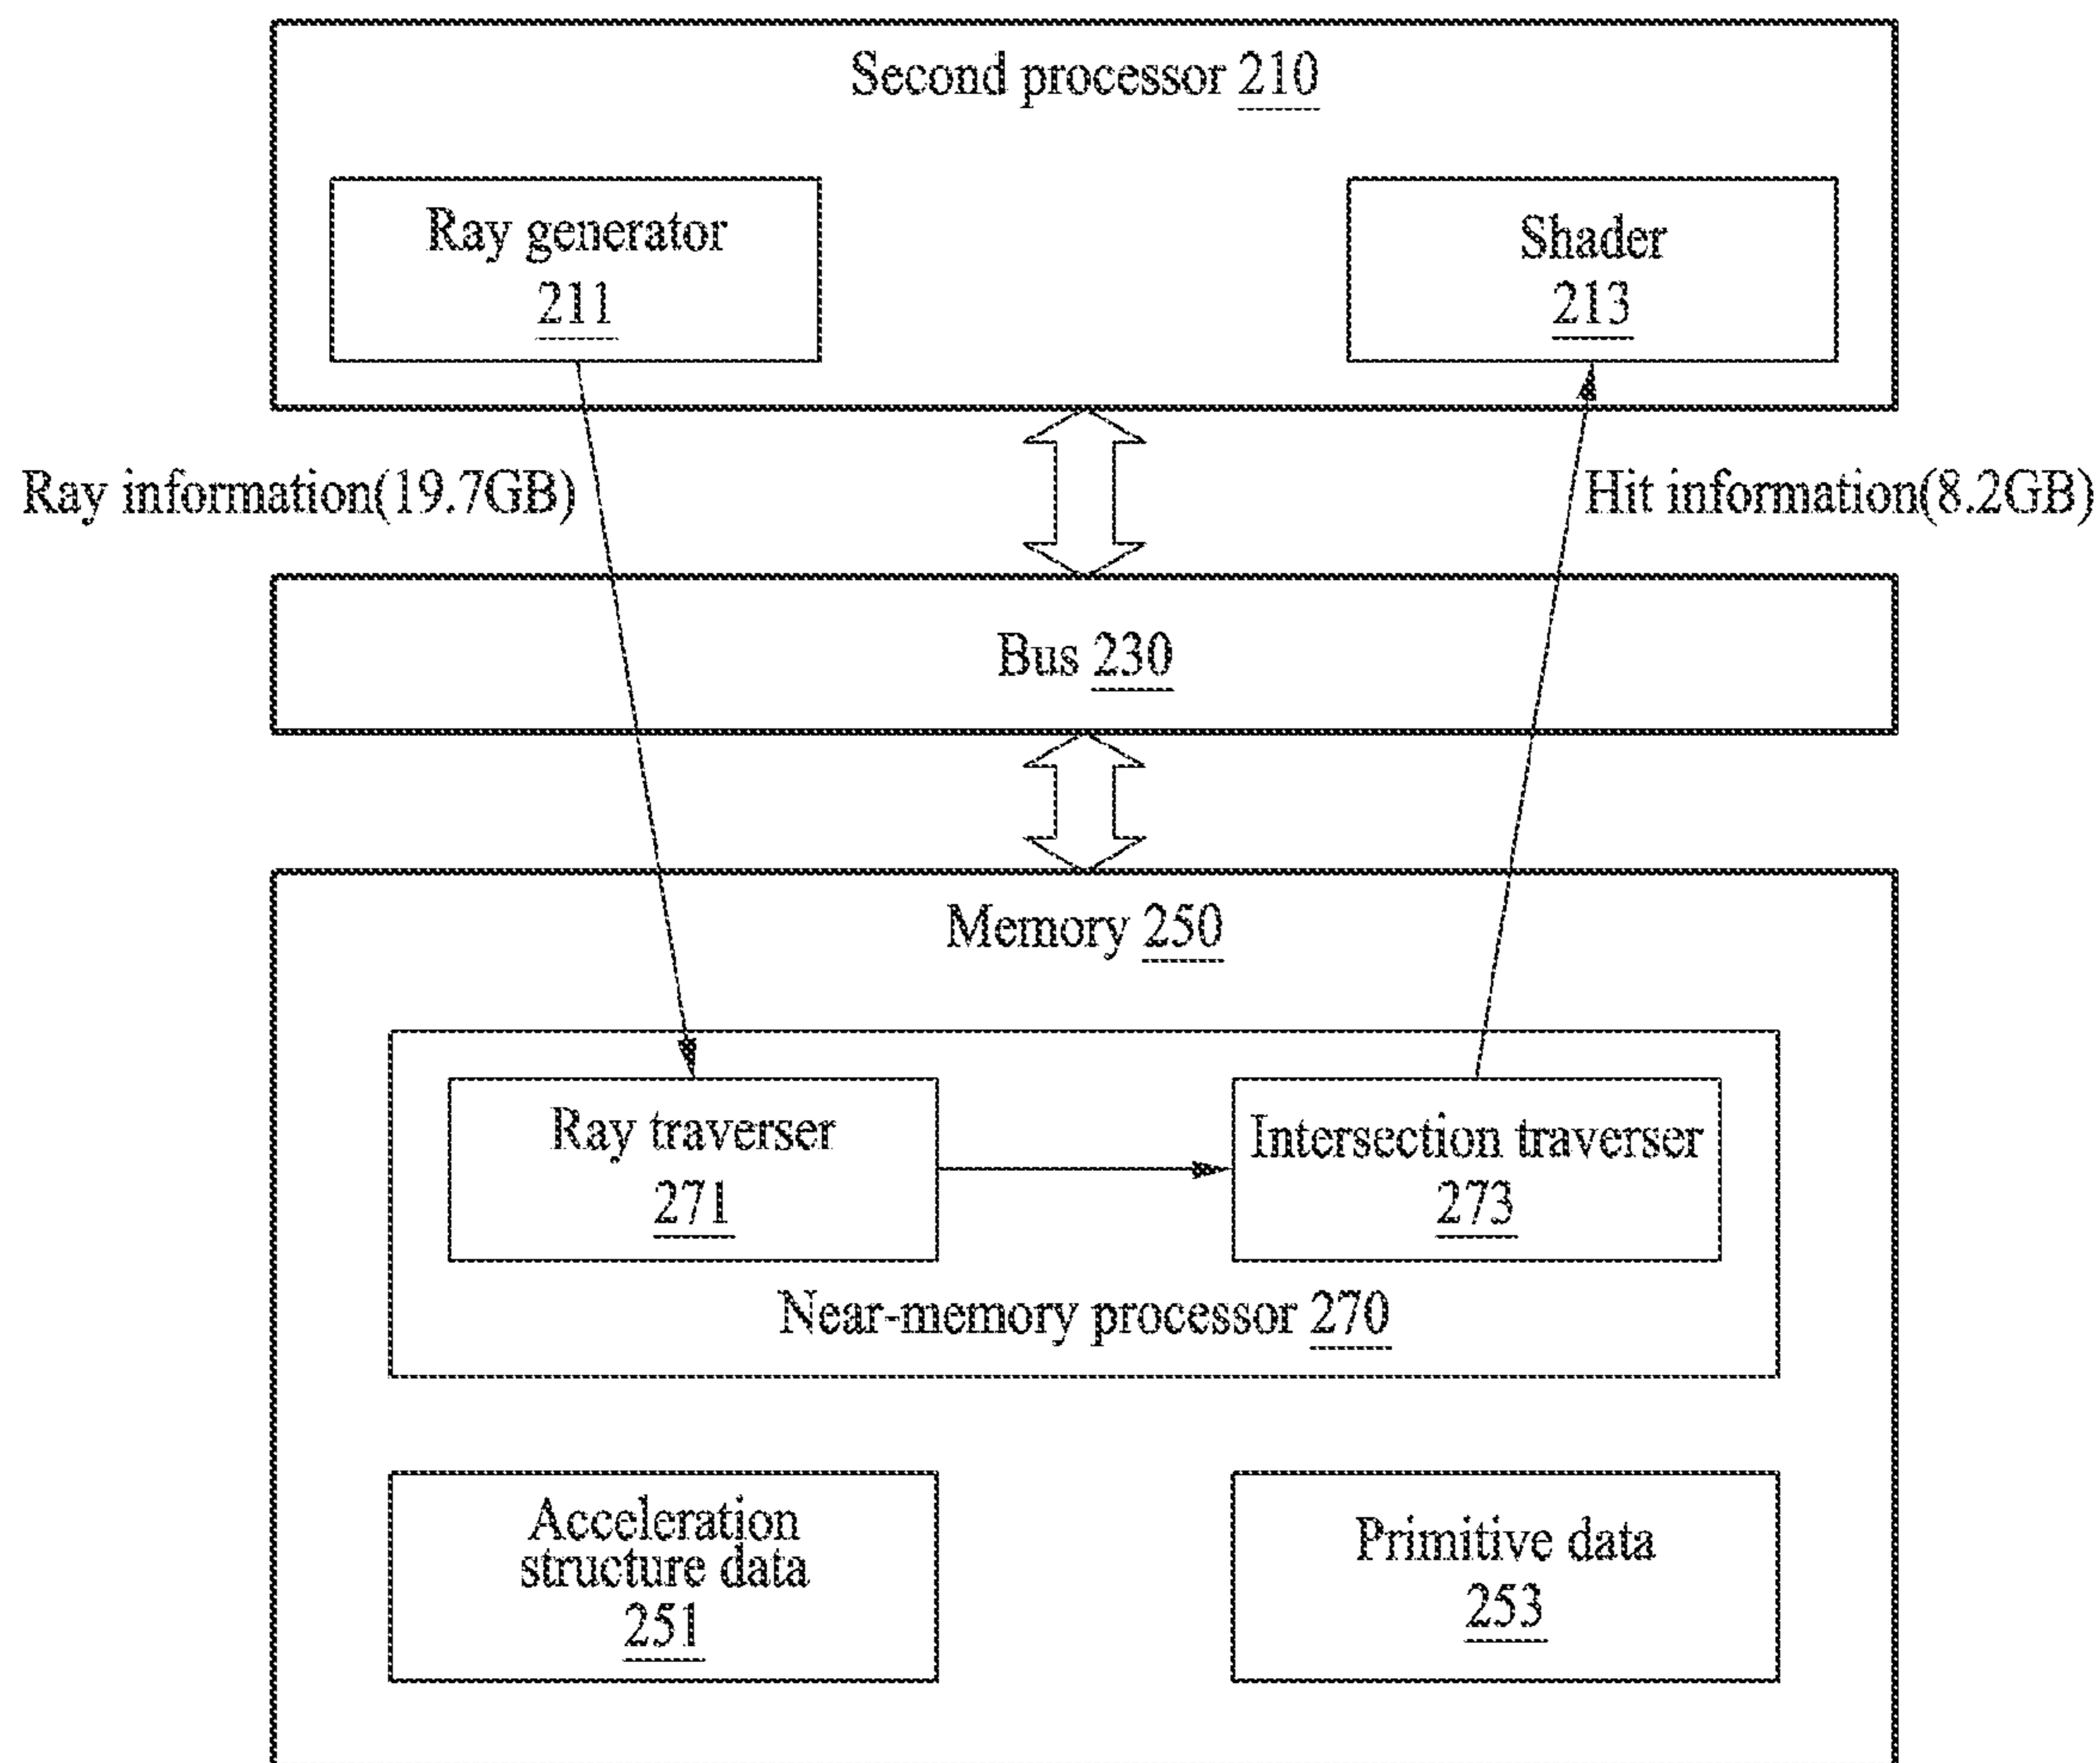 Second processor 210
Ray generator
211
Shader
213
Ray information(19.7GB)
Hit information(8.2GB)
Bus 230
Memory 250
Ray traverser
271
Intersection traverser
273
Near-memory processor 270
Acceleration
structure data
251
Primitive data
253